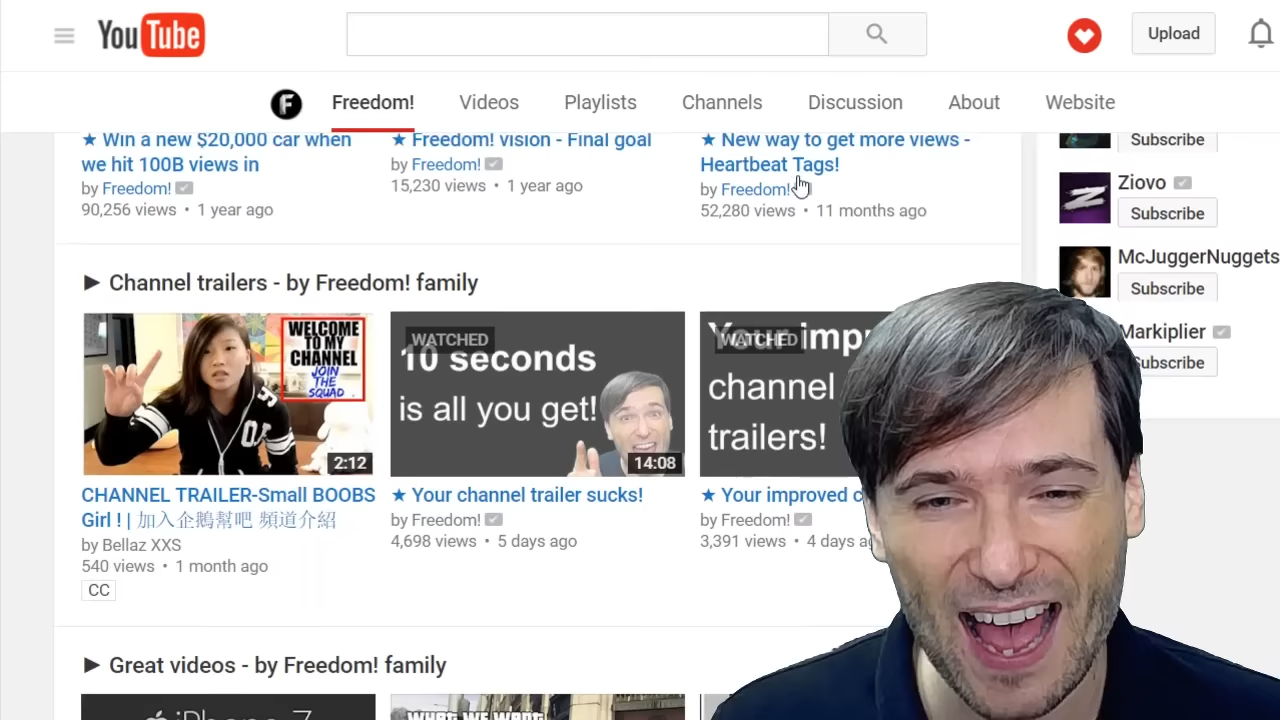 YouTube
Upload
F
Freedom! Videos Playlists Channels Discussion About Website
★ Win a new $20,000 car when
we hit 100B views in
by Freedom!
90,256 views • 1 year ago
★ Freedom! vision - Final goal
by Freedom!
15,230 views • 1 year ago
★ New way to get more views -
Heartbeat Tags!
by Freedom!
52,280 views • 11 months ago
Subscribe
Ziovo
Subscribe
McJuggerNuggets
Subscribe
Markiplier
Subscribe
► Channel trailers - by Freedom! family
WELCOME
TO MY
CHANNEL
JOIN
THE
SQUAD
2:12
CHANNEL TRAILER-Small BOOBS
Girl ! | 加入企鵝幫吧 頻道介紹
by Bellaz XXS
540 views • 1 month ago
CC
WATCHED
10 seconds
is all you get!
14:08
★ Your channel trailer sucks!
by Freedom!
4,698 views • 5 days ago
WATCHED
Your impr
channel
trailers!
★ Your improved
by Freedom!
3,391 views • 4 days
► Great videos - by Freedom! family
iPhone 7
WHAT WE WANT